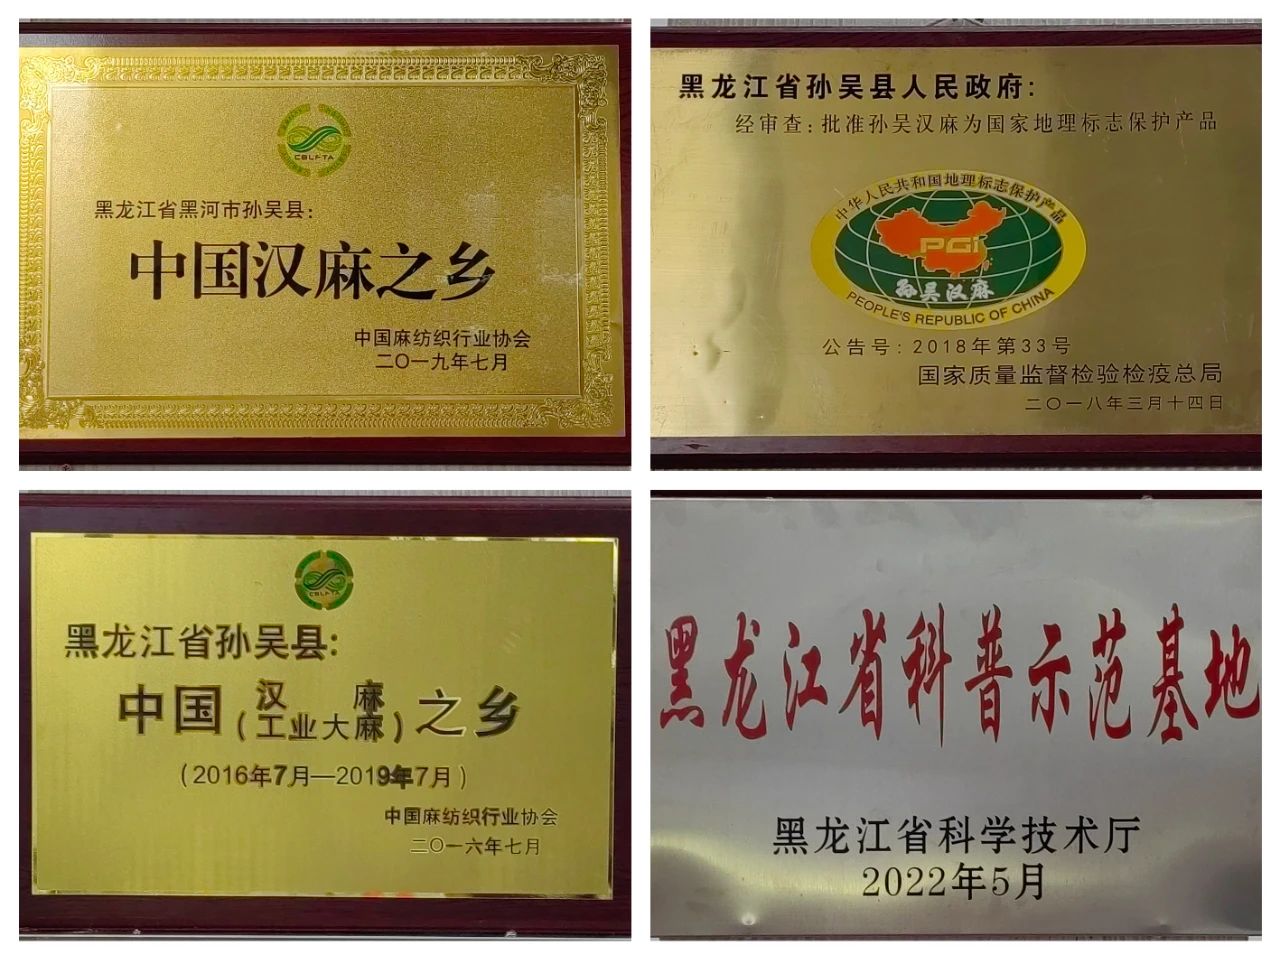 CBLFTA
黑龙江省黑河市孙吴县：
中国汉麻之乡
中国麻纺织行业协会
二〇一九年七月
黑龙江省孙吴县人民政府：
经审查：批准孙吴汉麻为国家地理标志保护产品
中华人民共和国地理标志保护产品
PGI
孙吴汉麻
PEOPLE'S REPUBLIC OF CHINA
公告号：2018年第33号
国家质量监督检验检疫总局
二〇一八年三月十四日
CBLFTA
黑龙江省孙吴县：
中国汉麻（工业大麻）之乡
（2016年7月—2019年7月）
中国麻纺织行业协会
二〇一六年七月
黑龙江省科普示范基地
黑龙江省科学技术厅
2022年5月